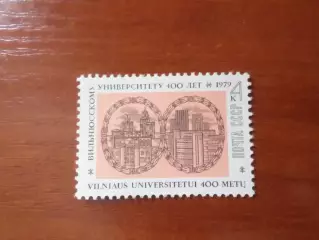 ВИЛЬНЮССКОМУ
УНИВЕРСИТЕТУ 400 ЛЕТ * 1979
4
К
ПОЧТА СССР
VILNIAUS UNIVERSITETUI 400 METŲ